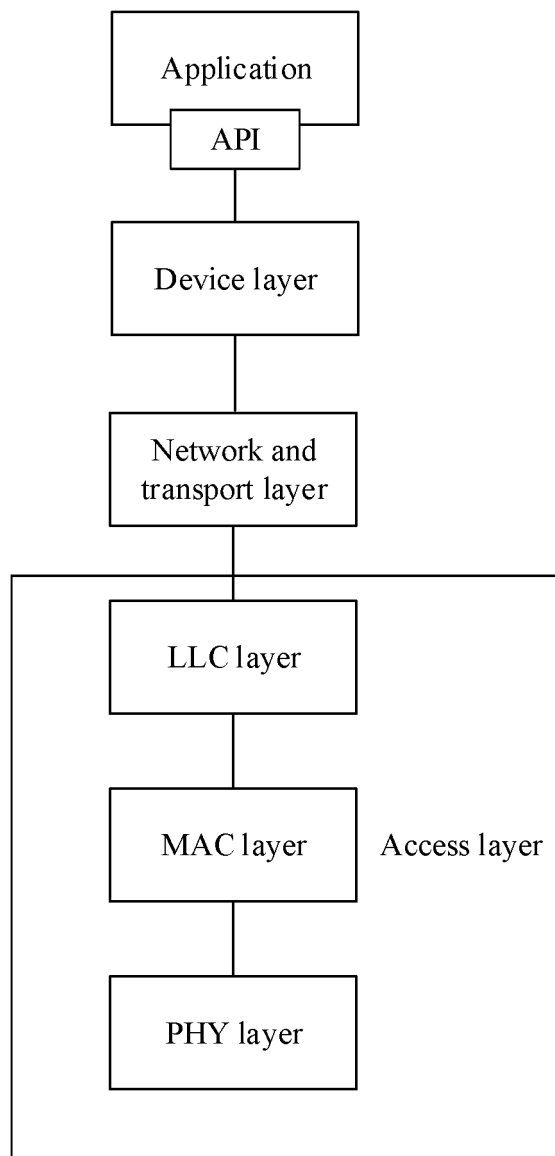 Application
API
Device layer
Network and
transport layer
LLC layer
MAC layer
Access layer
PHY layer